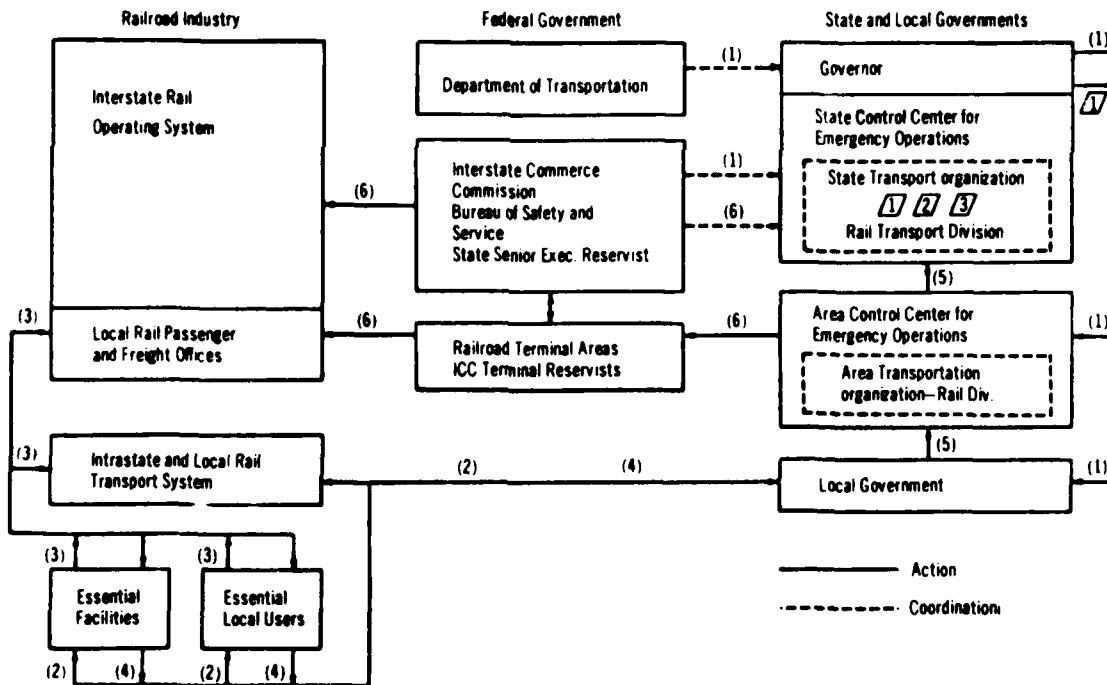 Railroad Industry
Federal Government
State and Local Governments
Interstate Rail
Operating System
Local Rail Passenger
and Freight Offices
(3)
(6)
(6)
Department of Transportation
(1)
Interstate Commerce
Commission
Bureau of Safety and
Service
State Senior Exec. Reservist
(1)
(6)
Railroad Terminal Areas
ICC Terminal Reservists
(6)
Governor
(1)
1
State Control Center for
Emergency Operations
State Transport organization
1 2 3
Rail Transport Division
(5)
Area Control Center for
Emergency Operations
(1)
Area Transportation
organization—Rail Div.
(5)
Local Government
(1)
(3)
Intrastate and Local Rail
Transport System
(2)
(4)
(3)
(3)
Essential
Facilities
Essential
Local Users
(2)
(4)
(2)
(4)
Action
Coordination